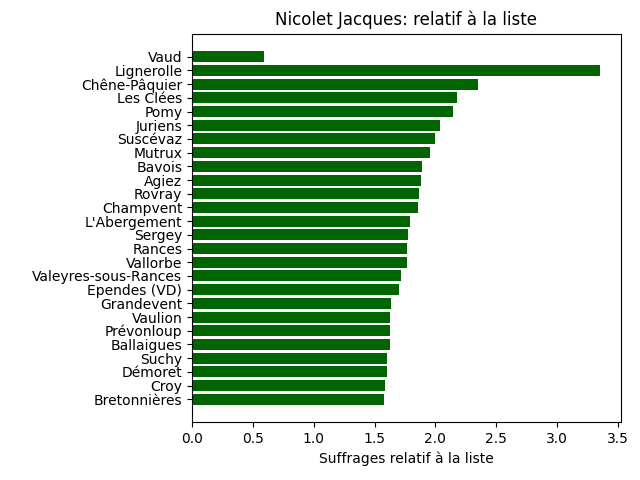 Nicolet Jacques: relatif à la liste
Vaud
Lignerolle
Chêne-Pâquier
Les Clées
Pomy
Juriens
Suscévaz
Mutrux
Bavois
Agiez
Rovray
Champvent
L'Abergement
Sergey
Rances
Vallorbe
Valeyres-sous-Rances
Ependes (VD)
Grandevent
Vaulion
Prévonloup
Ballaigues
Suchy
Démoret
Croy
Bretonnières
0.0 0.5 1.0 1.5 2.0 2.5 3.0 3.5
Suffrages relatif à la liste